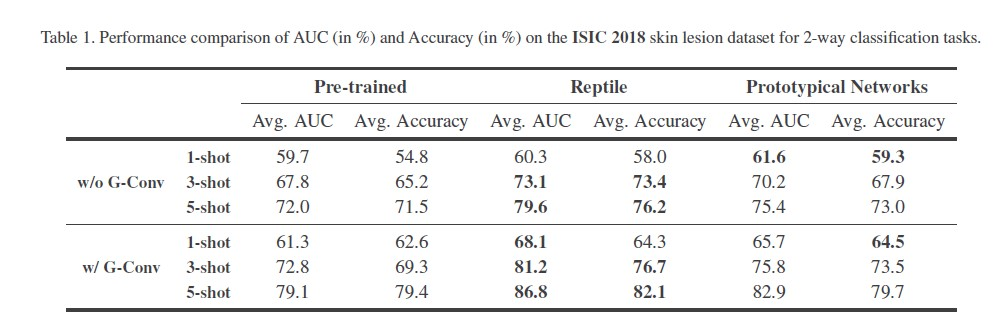 Table 1. Performance comparison of AUC (in %) and Accuracy (in %) on the ISIC 2018 skin lesion dataset for 2-way classification tasks.
Pre-trained Reptile Prototypical Networks
Avg. AUC Avg. Accuracy Avg. AUC Avg. Accuracy Avg. AUC Avg. Accuracy
1-shot 59.7 54.8 60.3 58.0 61.6 59.3
w/o G-Conv 3-shot 67.8 65.2 73.1 73.4 70.2 67.9
5-shot 72.0 71.5 79.6 76.2 75.4 73.0
1-shot 61.3 62.6 68.1 64.3 65.7 64.5
w/ G-Conv 3-shot 72.8 69.3 81.2 76.7 75.8 73.5
5-shot 79.1 79.4 86.8 82.1 82.9 79.7